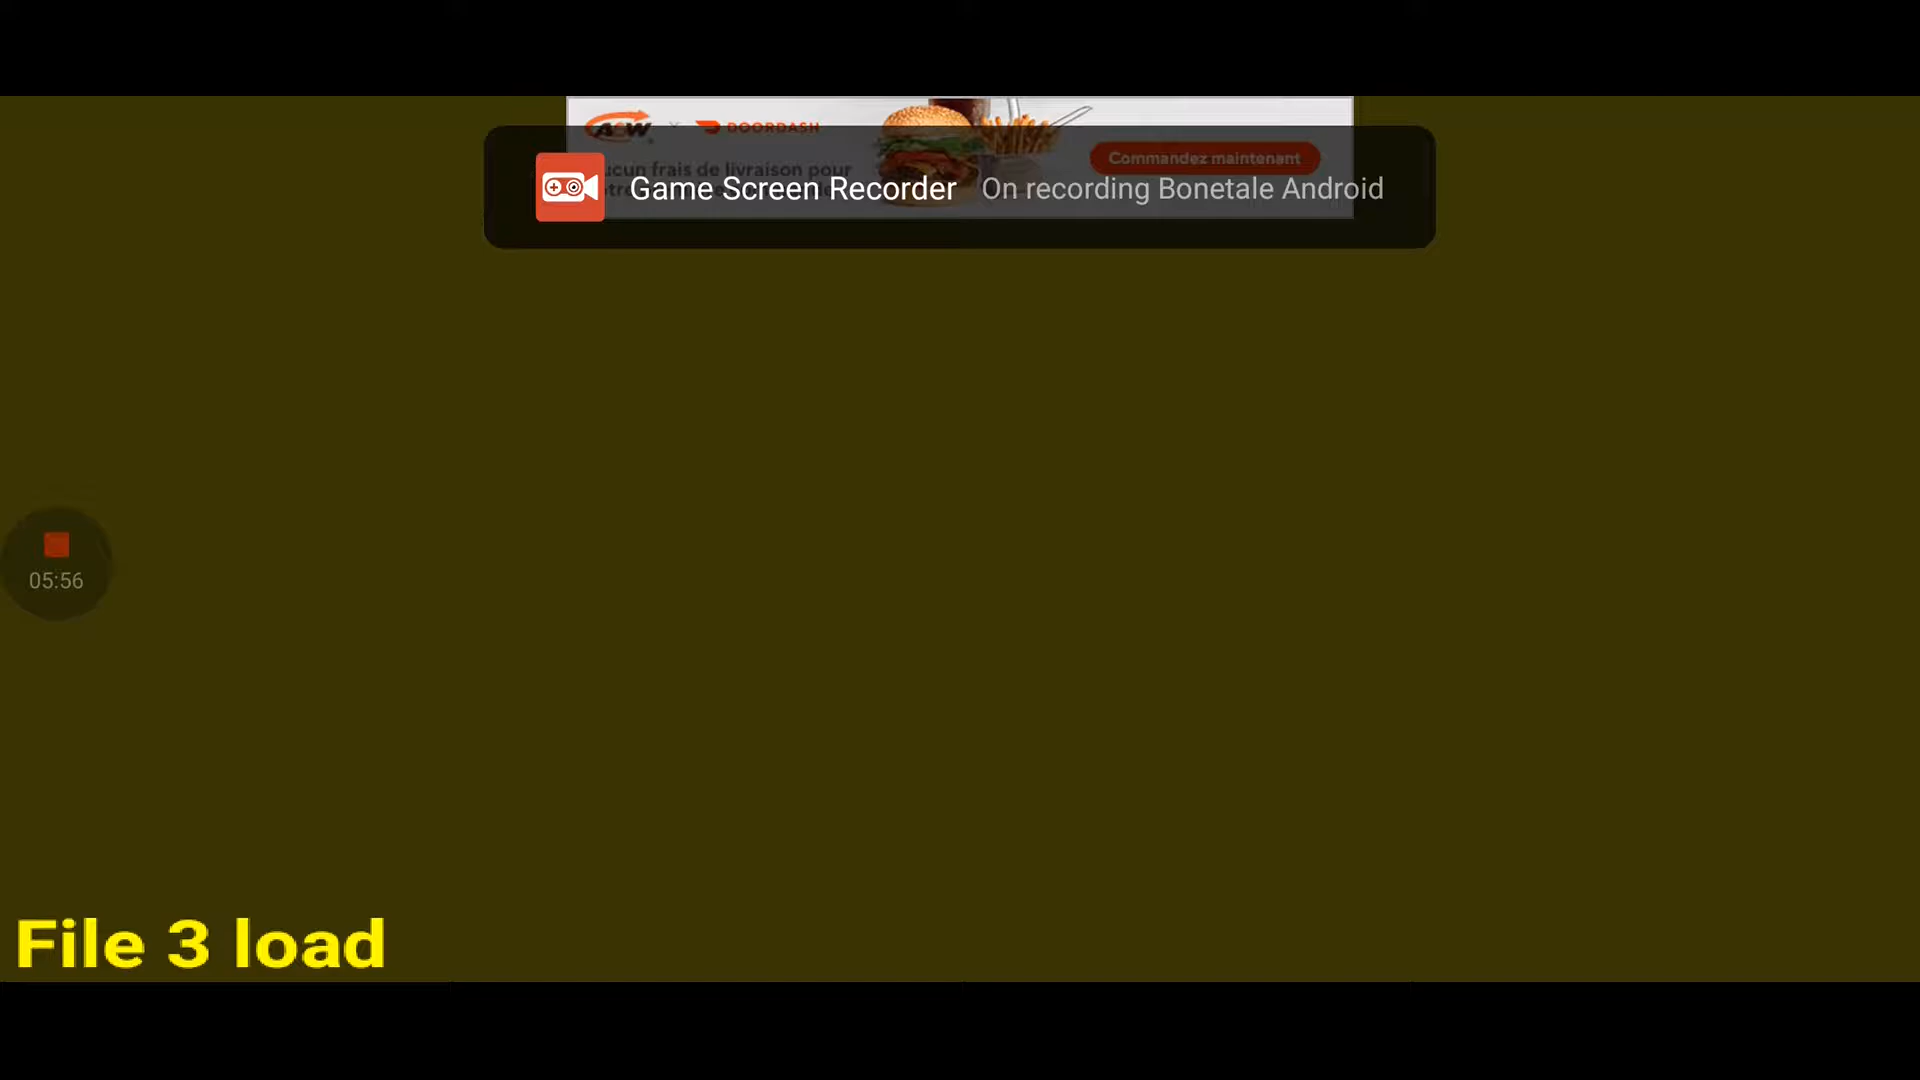 A&W x DOORDASH
ucun frais de livraison pour
Commandez maintenant
Game Screen Recorder On recording Bonetale Android
05:56
File 3 load